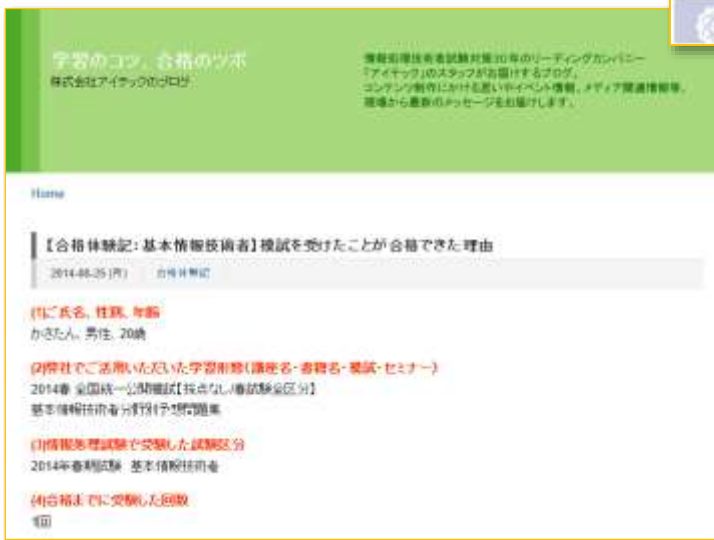 学習のコツ、合格のツボ
株式会社アイテックのブログ
情報処理技術者試験対策30年のリーディングカンパニー
「アイテック」のスタッフがお届けするブログ。
コンテンツ制作にかける思いやイベント情報、メディア関連情報等、
現場から最新のメッセージをお届けします。
Home
【合格体験記：基本情報技術者】模試を受けたことが合格できた理由
2014-08-25 (月) 合格体験記
(1)ご氏名、性別、年齢
かさたん、男性、20歳
(2)弊社でご活用いただいた学習形態（講座名・書籍名・模試・セミナー）
2014春 全国統一公開模試【採点なし/春試験全区分】
基本情報技術者分野別予想問題集
(3)情報処理試験で受験した試験区分
2014年春期試験 基本情報技術者
(4)合格までに受験した回数
1回